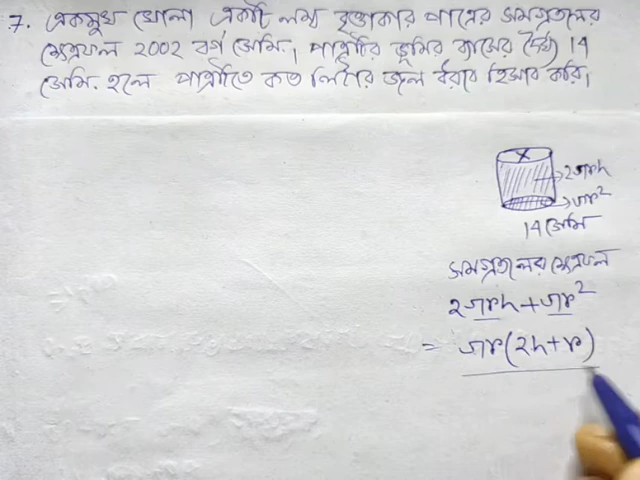 7. একমুখ খোলা একটি লম্ব বৃত্তাকার পাত্রের সমগ্রতলের
ক্ষেত্রফল 2002 বর্গ সেমি.। পাত্রটির ভূমির ব্যাসের দৈর্ঘ্য 14
সেমি. হলে পাত্রটিতে কত লিটার জল ধরবে হিসাব করি।
2πrh
πr²
14 সেমি
সমগ্রতলের ক্ষেত্রফল
2πrh + πr²
= πr(2h+r)